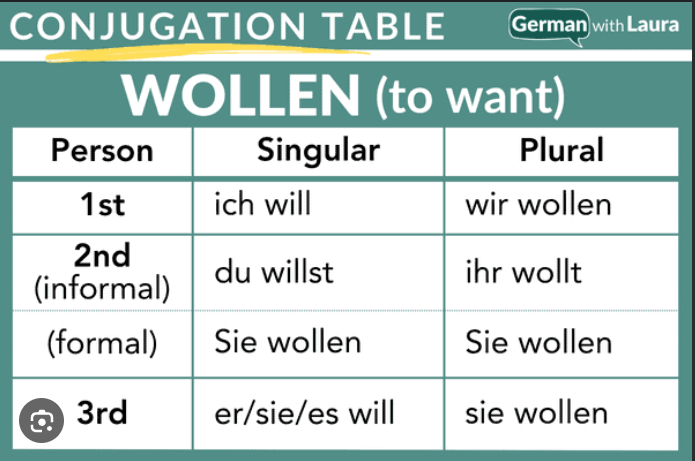 CONJUGATION TABLE
German with Laura
WOLLEN (to want)
Person Singular Plural
1st ich will wir wollen
2nd
(informal) du willst ihr wollt
(formal) Sie wollen Sie wollen
3rd er/sie/es will sie wollen